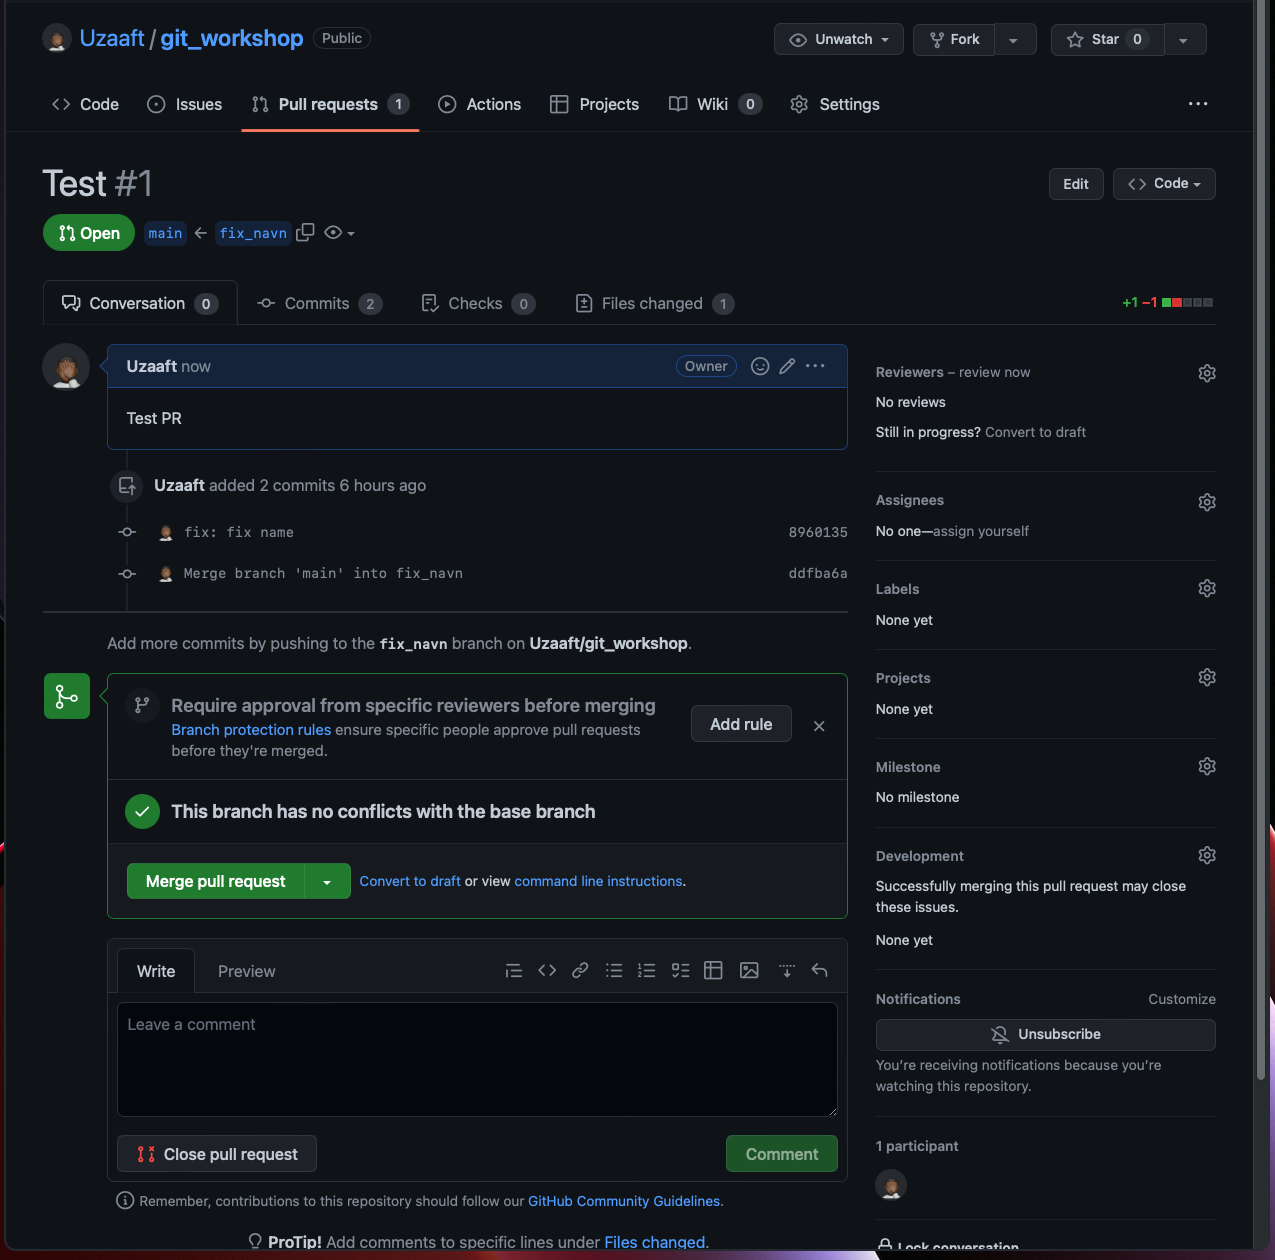 Uzaaft / git_workshop Public Unwatch Fork Star 0
Code Issues Pull requests 1 Actions Projects Wiki 0 Settings
Test #1 Edit Code
Open main ← fix_navn
Conversation 0 Commits 2 Checks 0 Files changed 1 +1 −1
Uzaaft now Owner
Test PR
Uzaaft added 2 commits 6 hours ago
fix: fix name 8960135
Merge branch 'main' into fix_navn ddfba6a
Add more commits by pushing to the fix_navn branch on Uzaaft/git_workshop.
Require approval from specific reviewers before merging
Branch protection rules ensure specific people approve pull requests
before they're merged.
Add rule
This branch has no conflicts with the base branch
Merge pull request Convert to draft or view command line instructions.
Write Preview
Leave a comment
Close pull request Comment
Remember, contributions to this repository should follow our GitHub Community Guidelines.
ProTip! Add comments to specific lines under Files changed.
Reviewers – review now
No reviews
Still in progress? Convert to draft
Assignees
No one—assign yourself
Labels
None yet
Projects
None yet
Milestone
No milestone
Development
Successfully merging this pull request may close
these issues.
None yet
Notifications Customize
Unsubscribe
You're receiving notifications because you're
watching this repository.
1 participant
Lock conversation